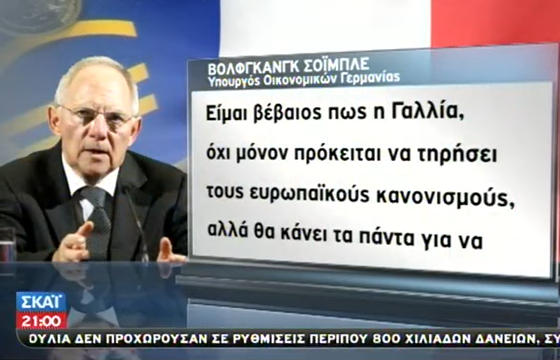 ΒΟΛΦΓΚΑΝΓΚ ΣΟΪΜΠΛΕ
Υπουργός Οικονομικών Γερμανίας
Είμαι βέβαιος πως η Γαλλία,
όχι μόνον πρόκειται να τηρήσει
τους ευρωπαϊκούς κανονισμούς,
αλλά θα κάνει τα πάντα για να
ΣΚΑΪ
21:00
ΟΥΛΙΑ ΔΕΝ ΠΡΟΧΩΡΟΥΣΑΝ ΣΕ ΡΥΘΜΙΣΕΙΣ ΠΕΡΙΠΟΥ 800 ΧΙΛΙΑΔΩΝ ΔΑΝΕΙΩΝ, ΣΥ